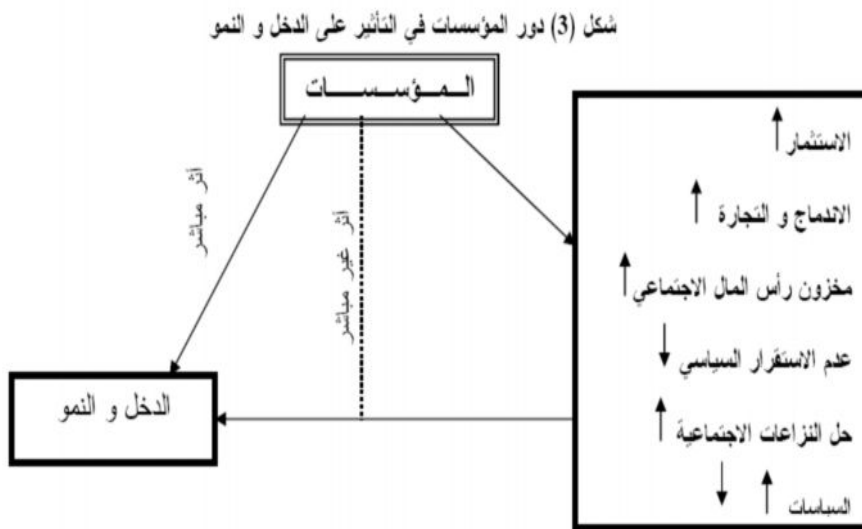 شكل (3) دور المؤسسات في التأثير على الدخل و النمو
الـمـؤسـسـات
الاستثمار ↑
الاندماج و التجارة ↑
مخزون رأس المال الاجتماعي ↑
عدم الاستقرار السياسي ↓
حل النزاعات الاجتماعية ↑
السياسات ↑ ↓
أثر مباشر
أثر غير مباشر
الدخل و النمو